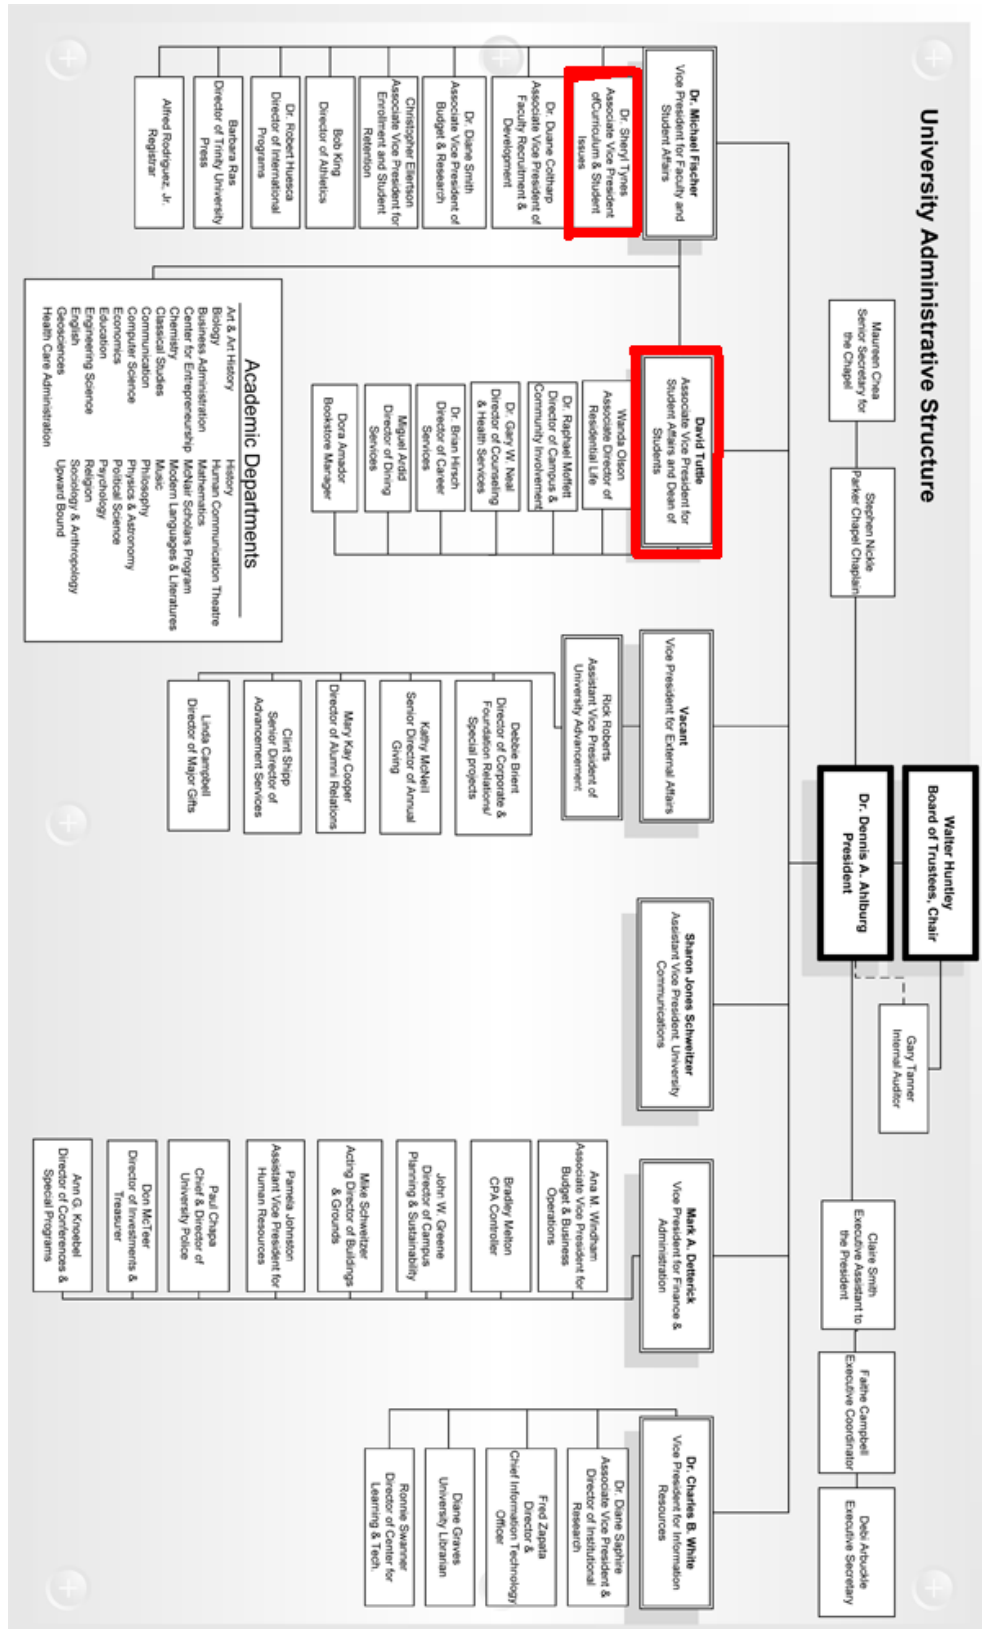 University Administrative Structure
Walter Huntley
Board of Trustees, Chair
Dr. Dennis A. Ahlburg
President
Gary Tanner
Internal Auditor
Maureen Chea
Senior Secretary for
the Chapel
Stephen Nickle
Parker Chapel Chaplain
Claire Smith
Executive Assistant to
the President
Faithe Campbell
Executive Coordinator
Debi Arbuckle
Executive Secretary
Dr. Michael Fischer
Vice President for Faculty and
Student Affairs
Dr. Sheryl Tynes
Associate Vice President
ofCurriculum & Student
Issues
Dr. Duane Coltharp
Associate Vice President of
Faculty Recruitment &
Development
Dr. Diane Smith
Associate Vice President of
Budget & Research
Christopher Ellertson
Associate Vice President for
Enrollment and Student
Retention
Bob King
Director of Athletics
Dr. Robert Huesca
Director of International
Programs
Barbara Ras
Director of Trinity University
Press
Alfred Rodriguez, Jr.
Registrar
David Tuttle
Associate Vice President for
Student Affairs and Dean of
Students
Wanda Olson
Associate Director of
Residential Life
Dr. Raphael Moffett
Director of Campus &
Community Involvement
Dr. Gary W. Neal
Director of Counseling
& Health Services
Dr. Brian Hirsch
Director of Career
Services
Miguel Ardid
Director of Dining
Services
Dora Amador
Bookstore Manager
Academic Departments
Art & Art History
Biology
Business Administration
Center for Entrepreneurship
Chemistry
Classical Studies
Communication
Computer Science
Economics
Education
Engineering Science
English
Geosciences
Health Care Administration
History
Human Communication Theatre
Mathematics
McNair Scholars Program
Modern Languages & Literatures
Music
Philosophy
Physics & Astronomy
Political Science
Psychology
Religion
Sociology & Anthropology
Upward Bound
Vacant
Vice President for External Affairs
Rick Roberts
Assistant Vice President of
University Advancement
Debbie Brient
Director of Corporate &
Foundation Relations/
Special projects
Kathy McNeill
Senior Director of Annual
Giving
Mary Kay Cooper
Director of Alumni Relations
Clint Shipp
Senior Director of
Advancement Services
Linda Campbell
Director of Major Gifts
Sharon Jones Schweitzer
Assistant Vice President. University
Communications
Mark A. Detterick
Vice President for Finance &
Administration
Ana M. Windham
Associate Vice President for
Budget & Business
Operations
Bradley Melton
CPA Controller
John W. Greene
Director of Campus
Planning & Sustainability
Mike Schweitzer
Acting Director of Buildings
& Grounds
Pamela Johnston
Assistant Vice President for
Human Resources
Paul Chapa
Chief & Director of
University Police
Don McTeer
Director of Investments &
Treasurer
Ann G. Knoebel
Director of Conferences &
Special Programs
Dr. Charles B. White
Vice President for Information
Resources
Dr. Diane Saphire
Associate Vice President &
Director of Institutional
Research
Fred Zapata
Director &
Chief Information Technology
Officer
Diane Graves
University Librarian
Ronnie Swanner
Director of Center for
Learning & Tech.